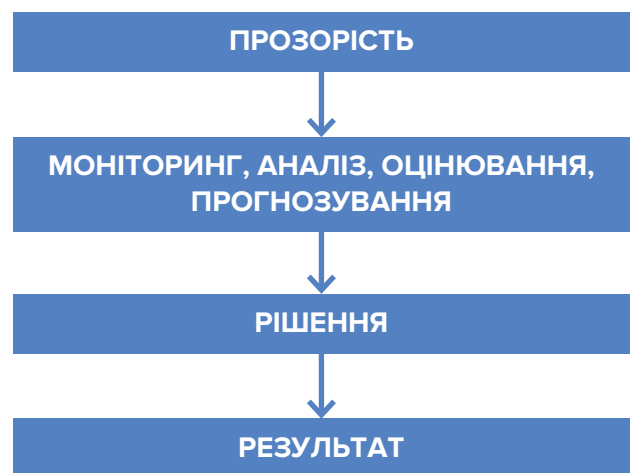 ПРОЗОРІСТЬ
МОНІТОРИНГ, АНАЛІЗ, ОЦІНЮВАННЯ,
ПРОГНОЗУВАННЯ
РІШЕННЯ
РЕЗУЛЬТАТ